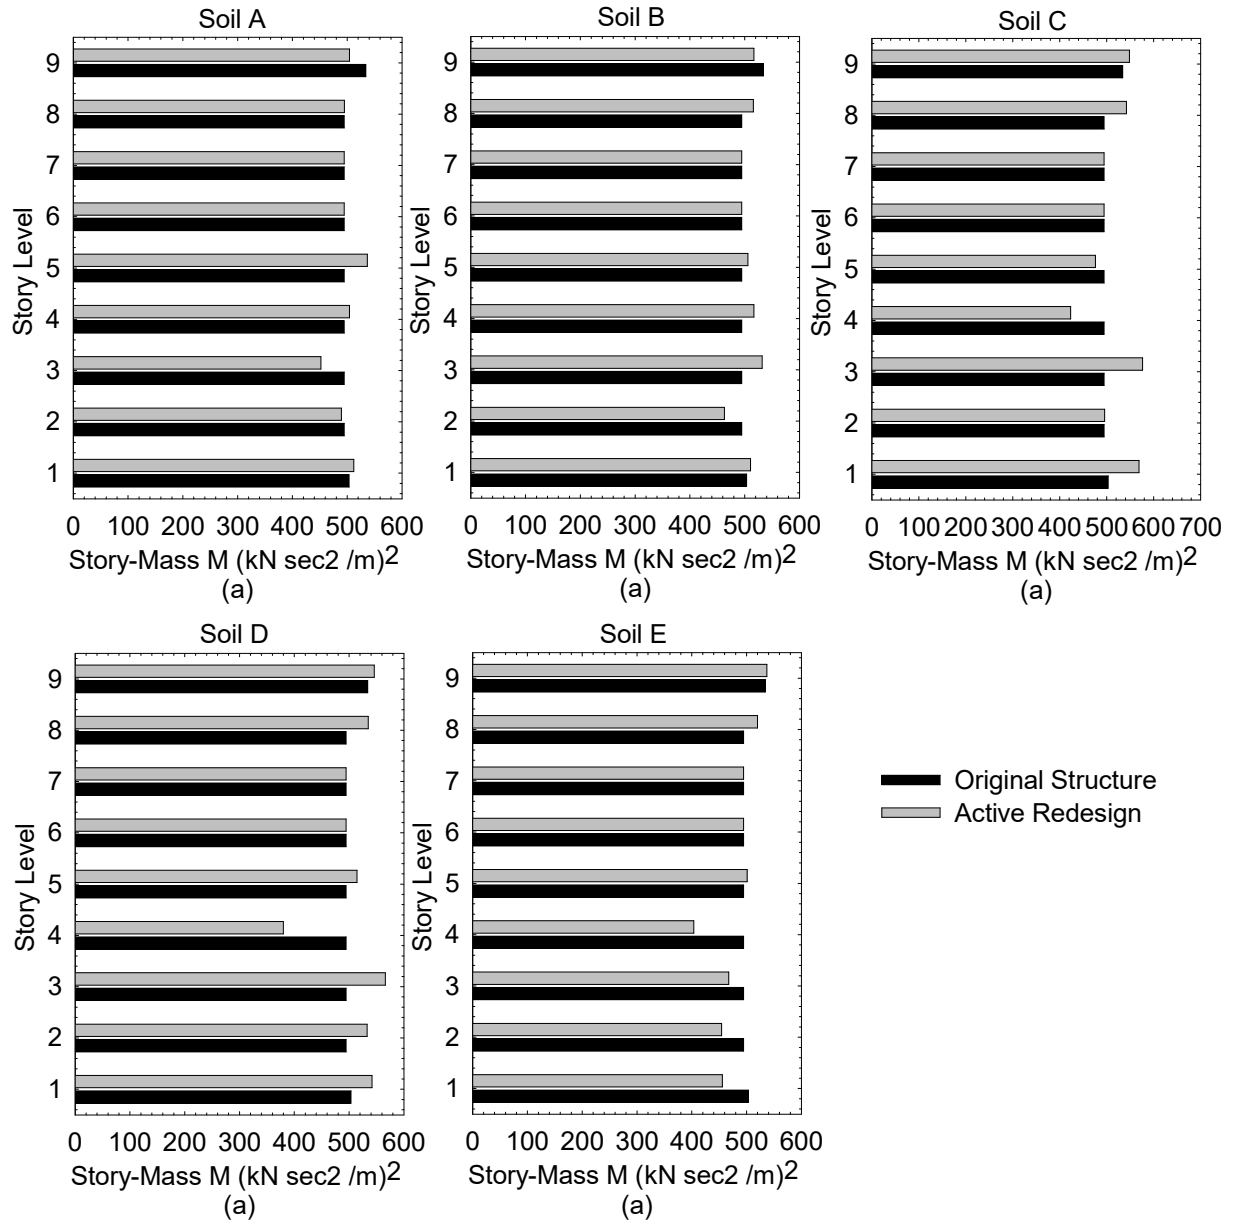 Soil A
Story Level
9
8
7
6
5
4
3
2
1
0 100 200 300 400 500 600
Story-Mass M (kN sec2 /m)2
(a)
Soil B
Story Level
9
8
7
6
5
4
3
2
1
0 100 200 300 400 500 600
Story-Mass M (kN sec2 /m)2
(a)
Soil C
Story Level
9
8
7
6
5
4
3
2
1
0 100 200 300 400 500 600 700
Story-Mass M (kN sec2 /m)2
(a)
Soil D
Story Level
9
8
7
6
5
4
3
2
1
0 100 200 300 400 500 600
Story-Mass M (kN sec2 /m)2
(a)
Soil E
Story Level
9
8
7
6
5
4
3
2
1
0 100 200 300 400 500 600
Story-Mass M (kN sec2 /m)2
(a)
Original Structure
Active Redesign